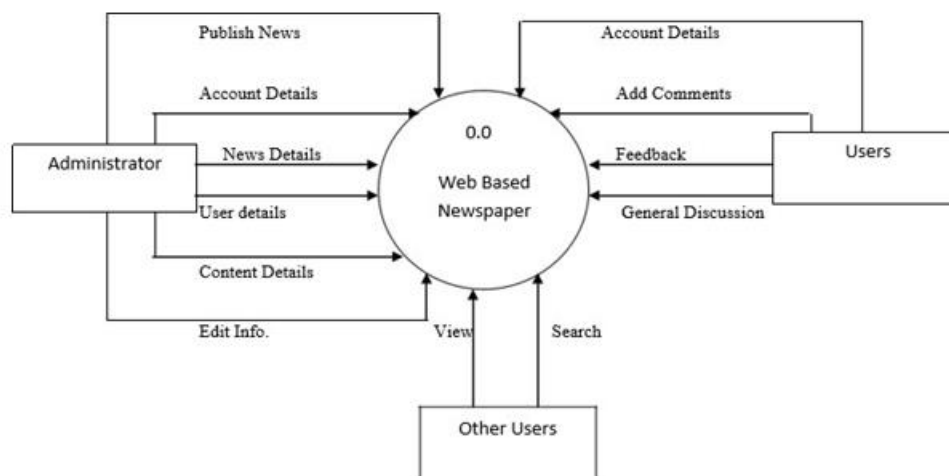 Publish News
Account Details
Account Details
Add Comments
0.0
Administrator
News Details
Feedback
Users
Web Based
Newspaper
User details
General Discussion
Content Details
Edit Info.
View
Search
Other Users